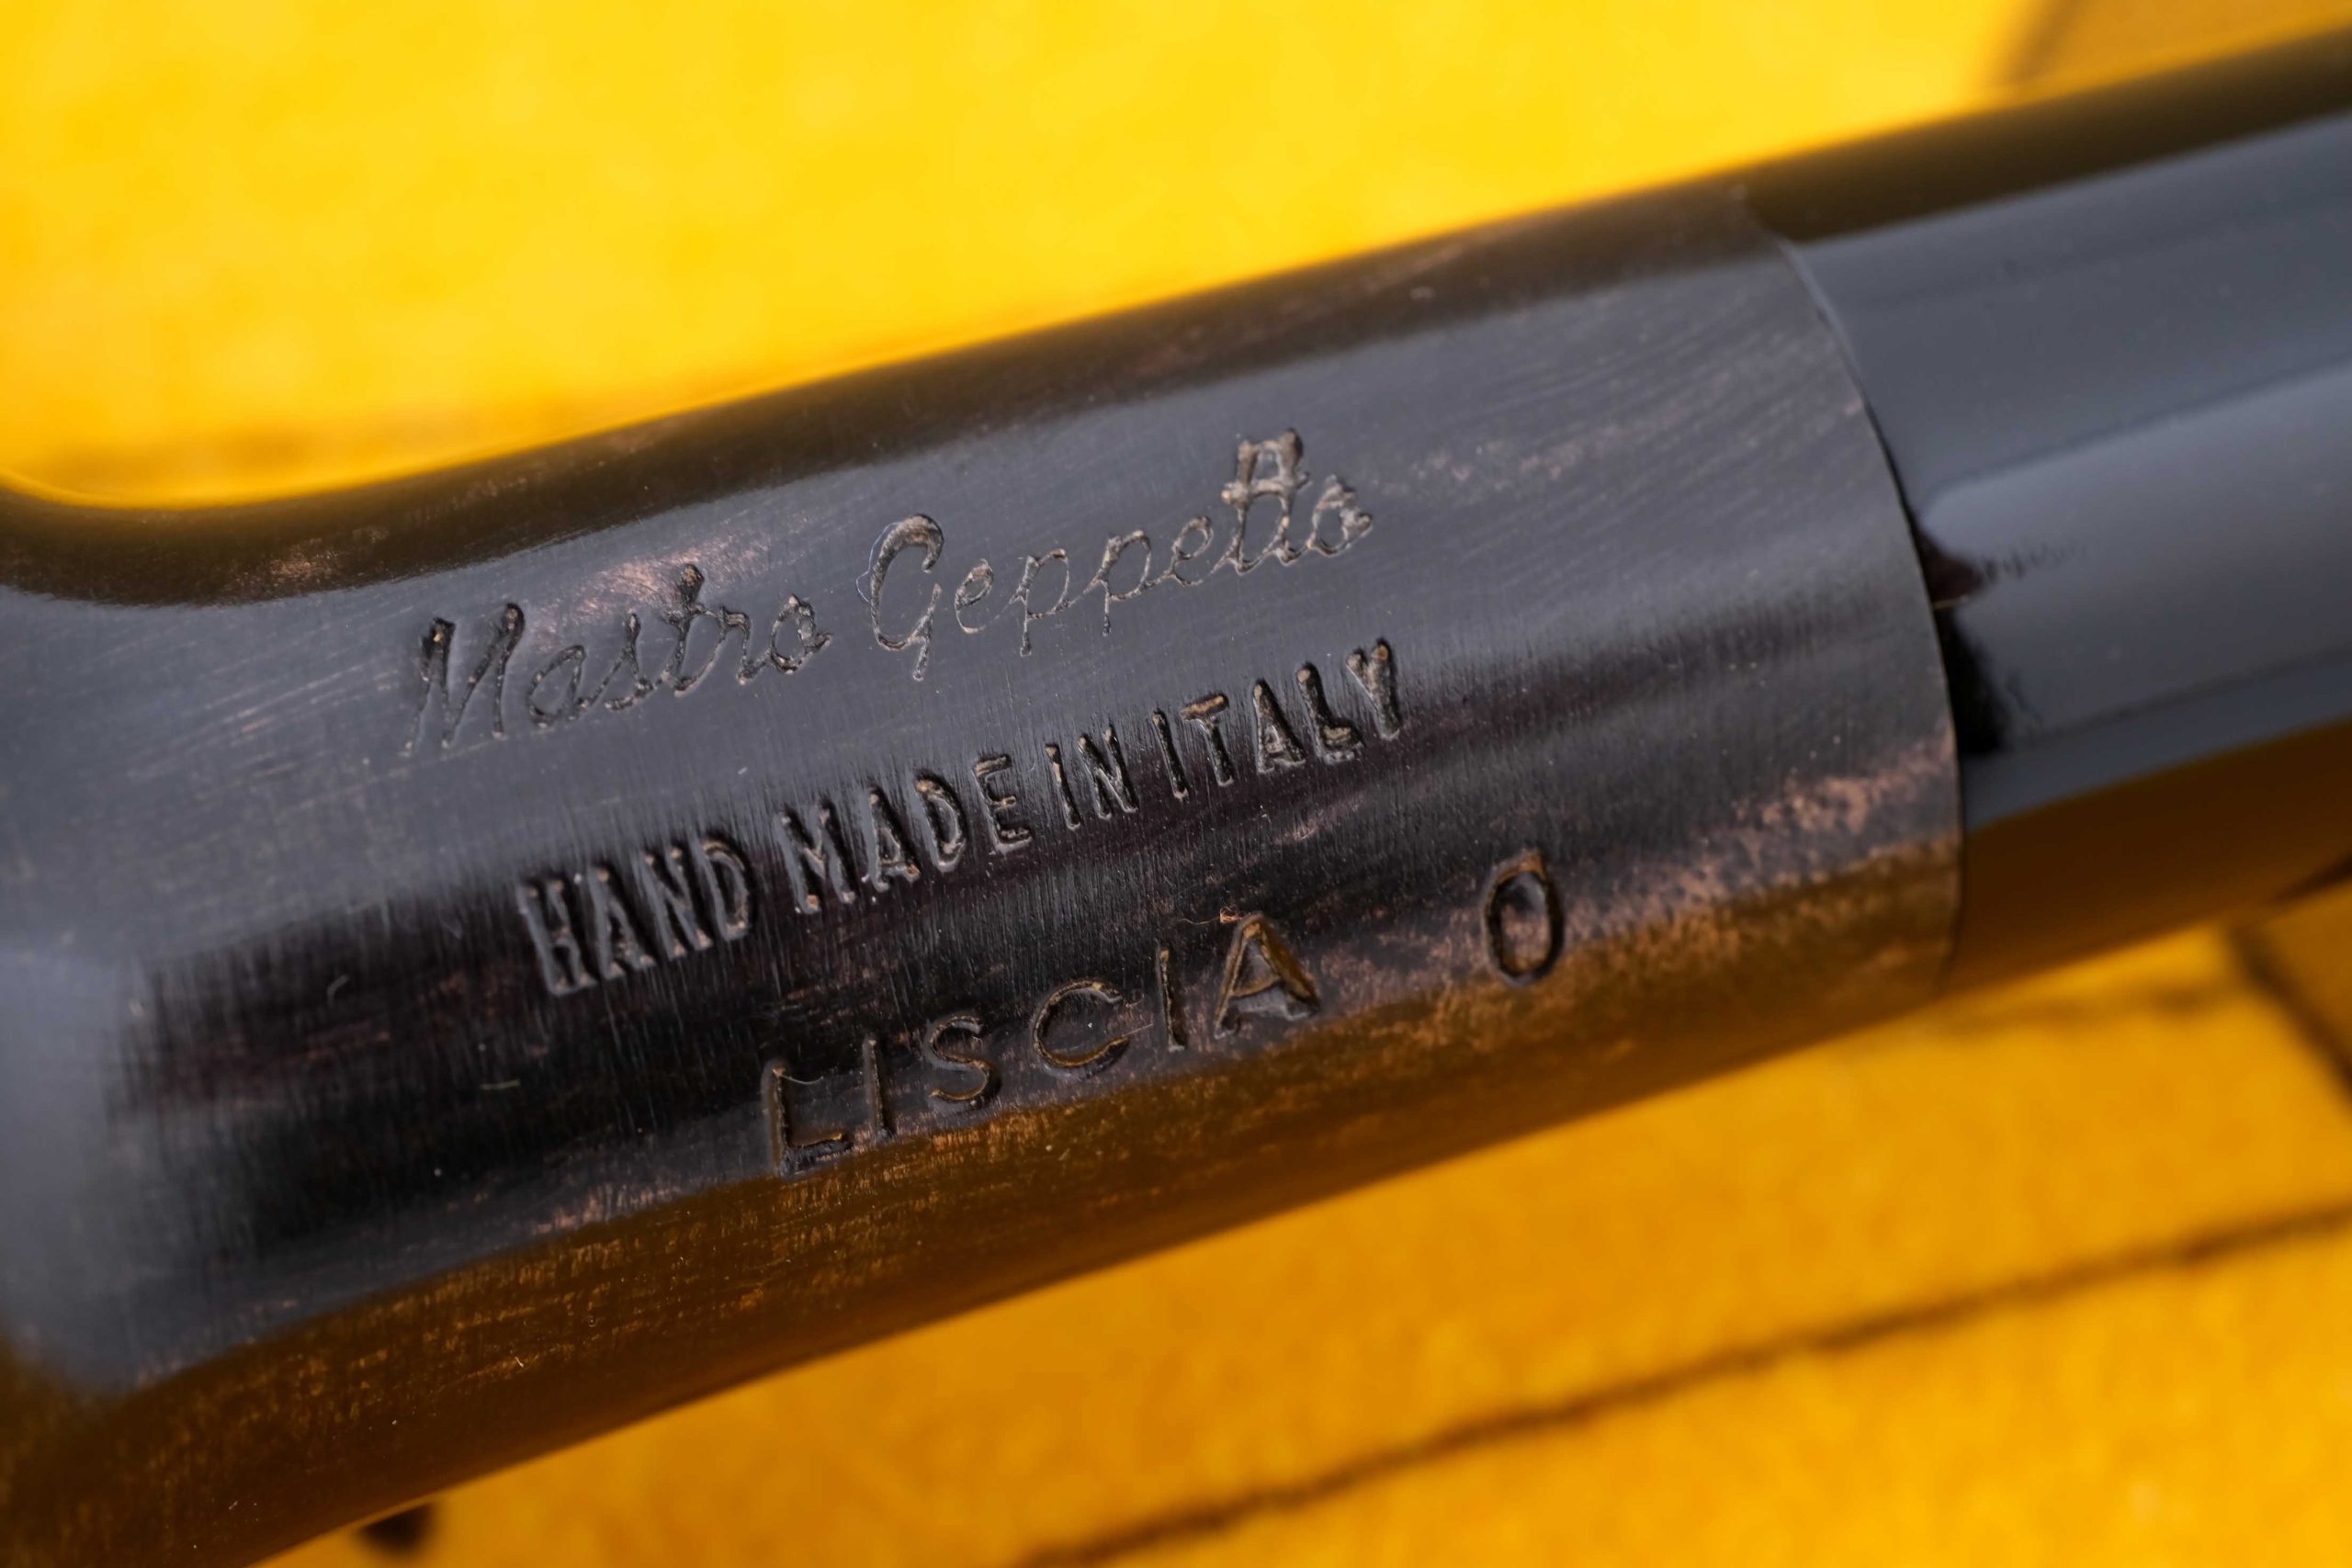 Mastro Geppetto
HAND MADE IN ITALY
LISCIA 0